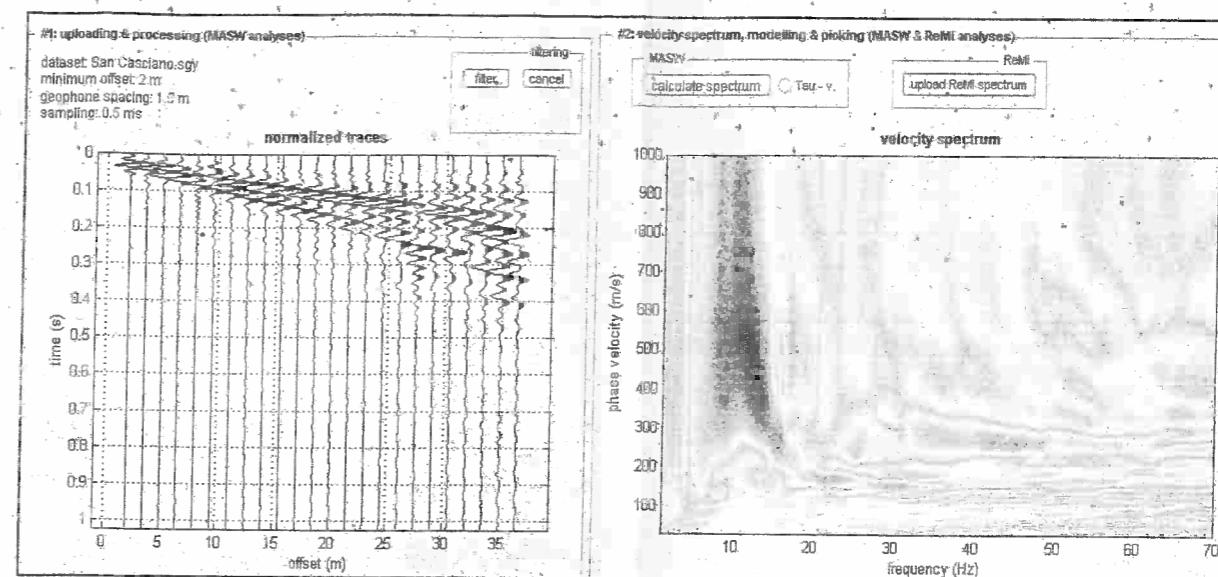 #1: uploading & processing (MASW analyses)
dataset: San Casciano.sgy
minimum offset: 2 m
geophone spacing: 1.5 m
sampling: 0.5 ms
filtering
filter
cancel
normalized traces
0
0.1
0.2
0.3
0.4
0.5
0.6
0.7
0.8
0.9
1
time (s)
0
5
10
15
20
25
30
35
offset (m)
#2: velocity spectrum, modelling & picking (MASW & ReMi analyses)
MASW
calculate spectrum
Tau - v
ReMi
upload ReMi spectrum
velocity spectrum
1000
900
800
700
600
500
400
300
200
100
phase velocity (m/s)
10
20
30
40
50
60
70
frequency (Hz)